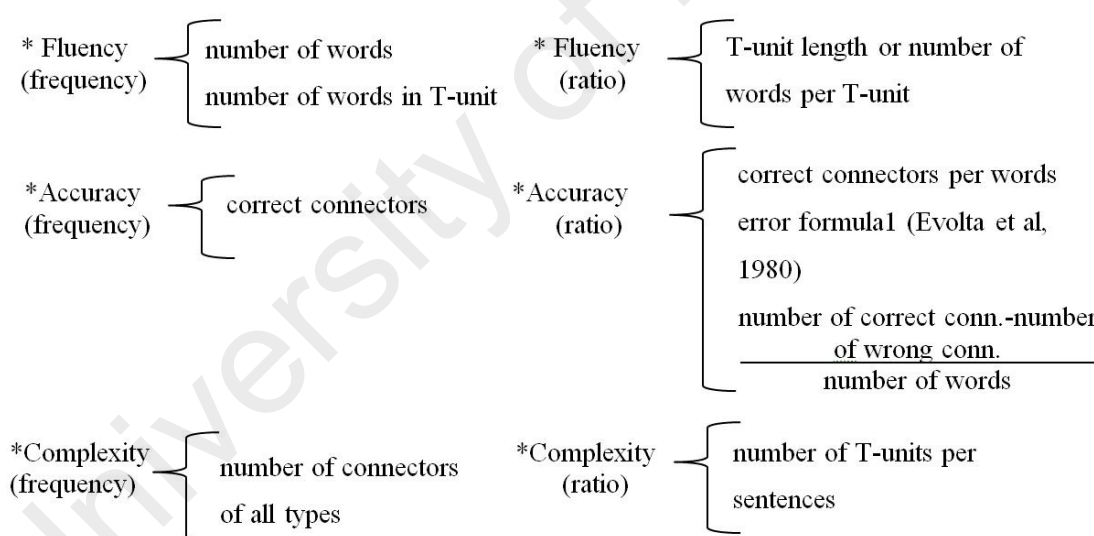 * Fluency
(frequency)
number of words
number of words in T-unit
* Fluency
(ratio)
T-unit length or number of
words per T-unit
*Accuracy
(frequency)
correct connectors
*Accuracy
(ratio)
correct connectors per words
error formula1 (Evolta et al,
1980)
number of correct conn.-number
of wrong conn.
number of words
*Complexity
(frequency)
number of connectors
of all types
*Complexity
(ratio)
number of T-units per
sentences
University of